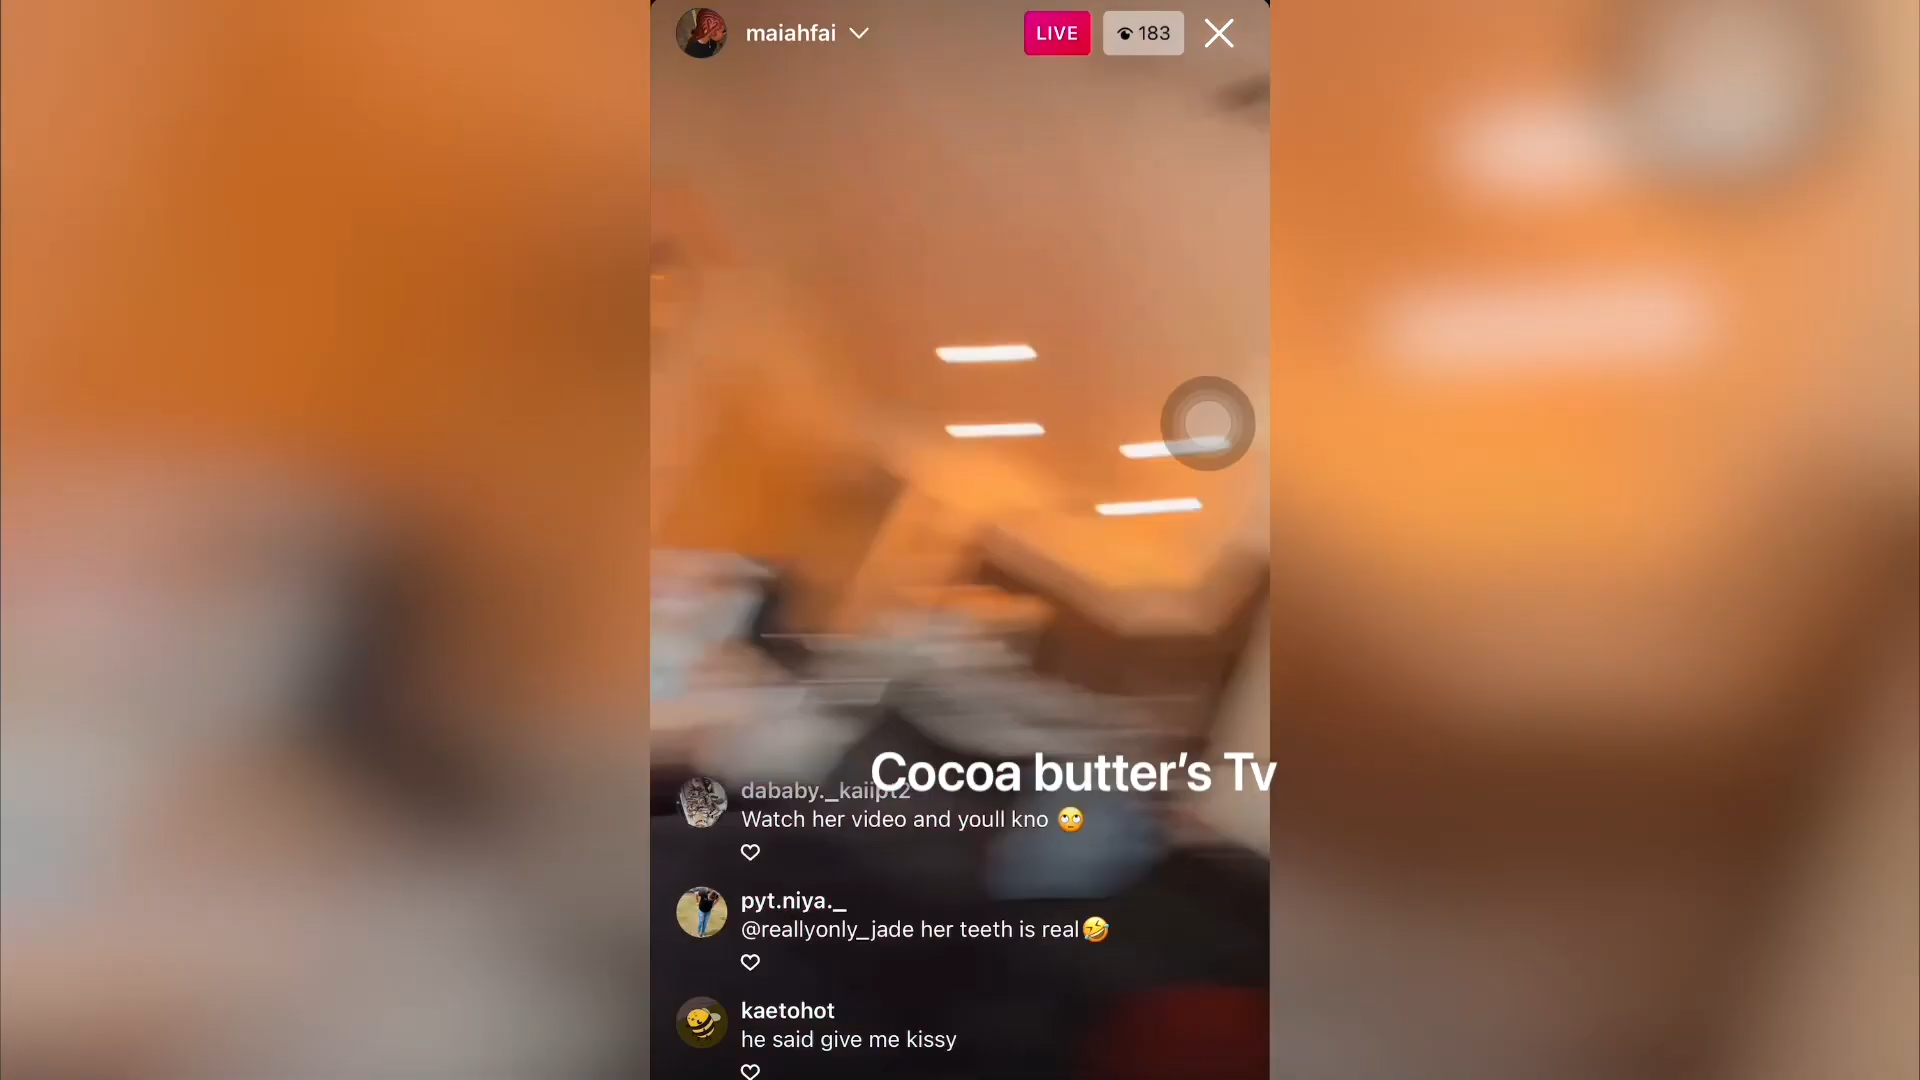 maiahfai
LIVE
183
Cocoa butter’s Tv
dababy._kaiipt2
Watch her video and youll kno 🙄
pyt.niya._
@reallyonly_jade her teeth is real🤣
kaetohot
he said give me kissy